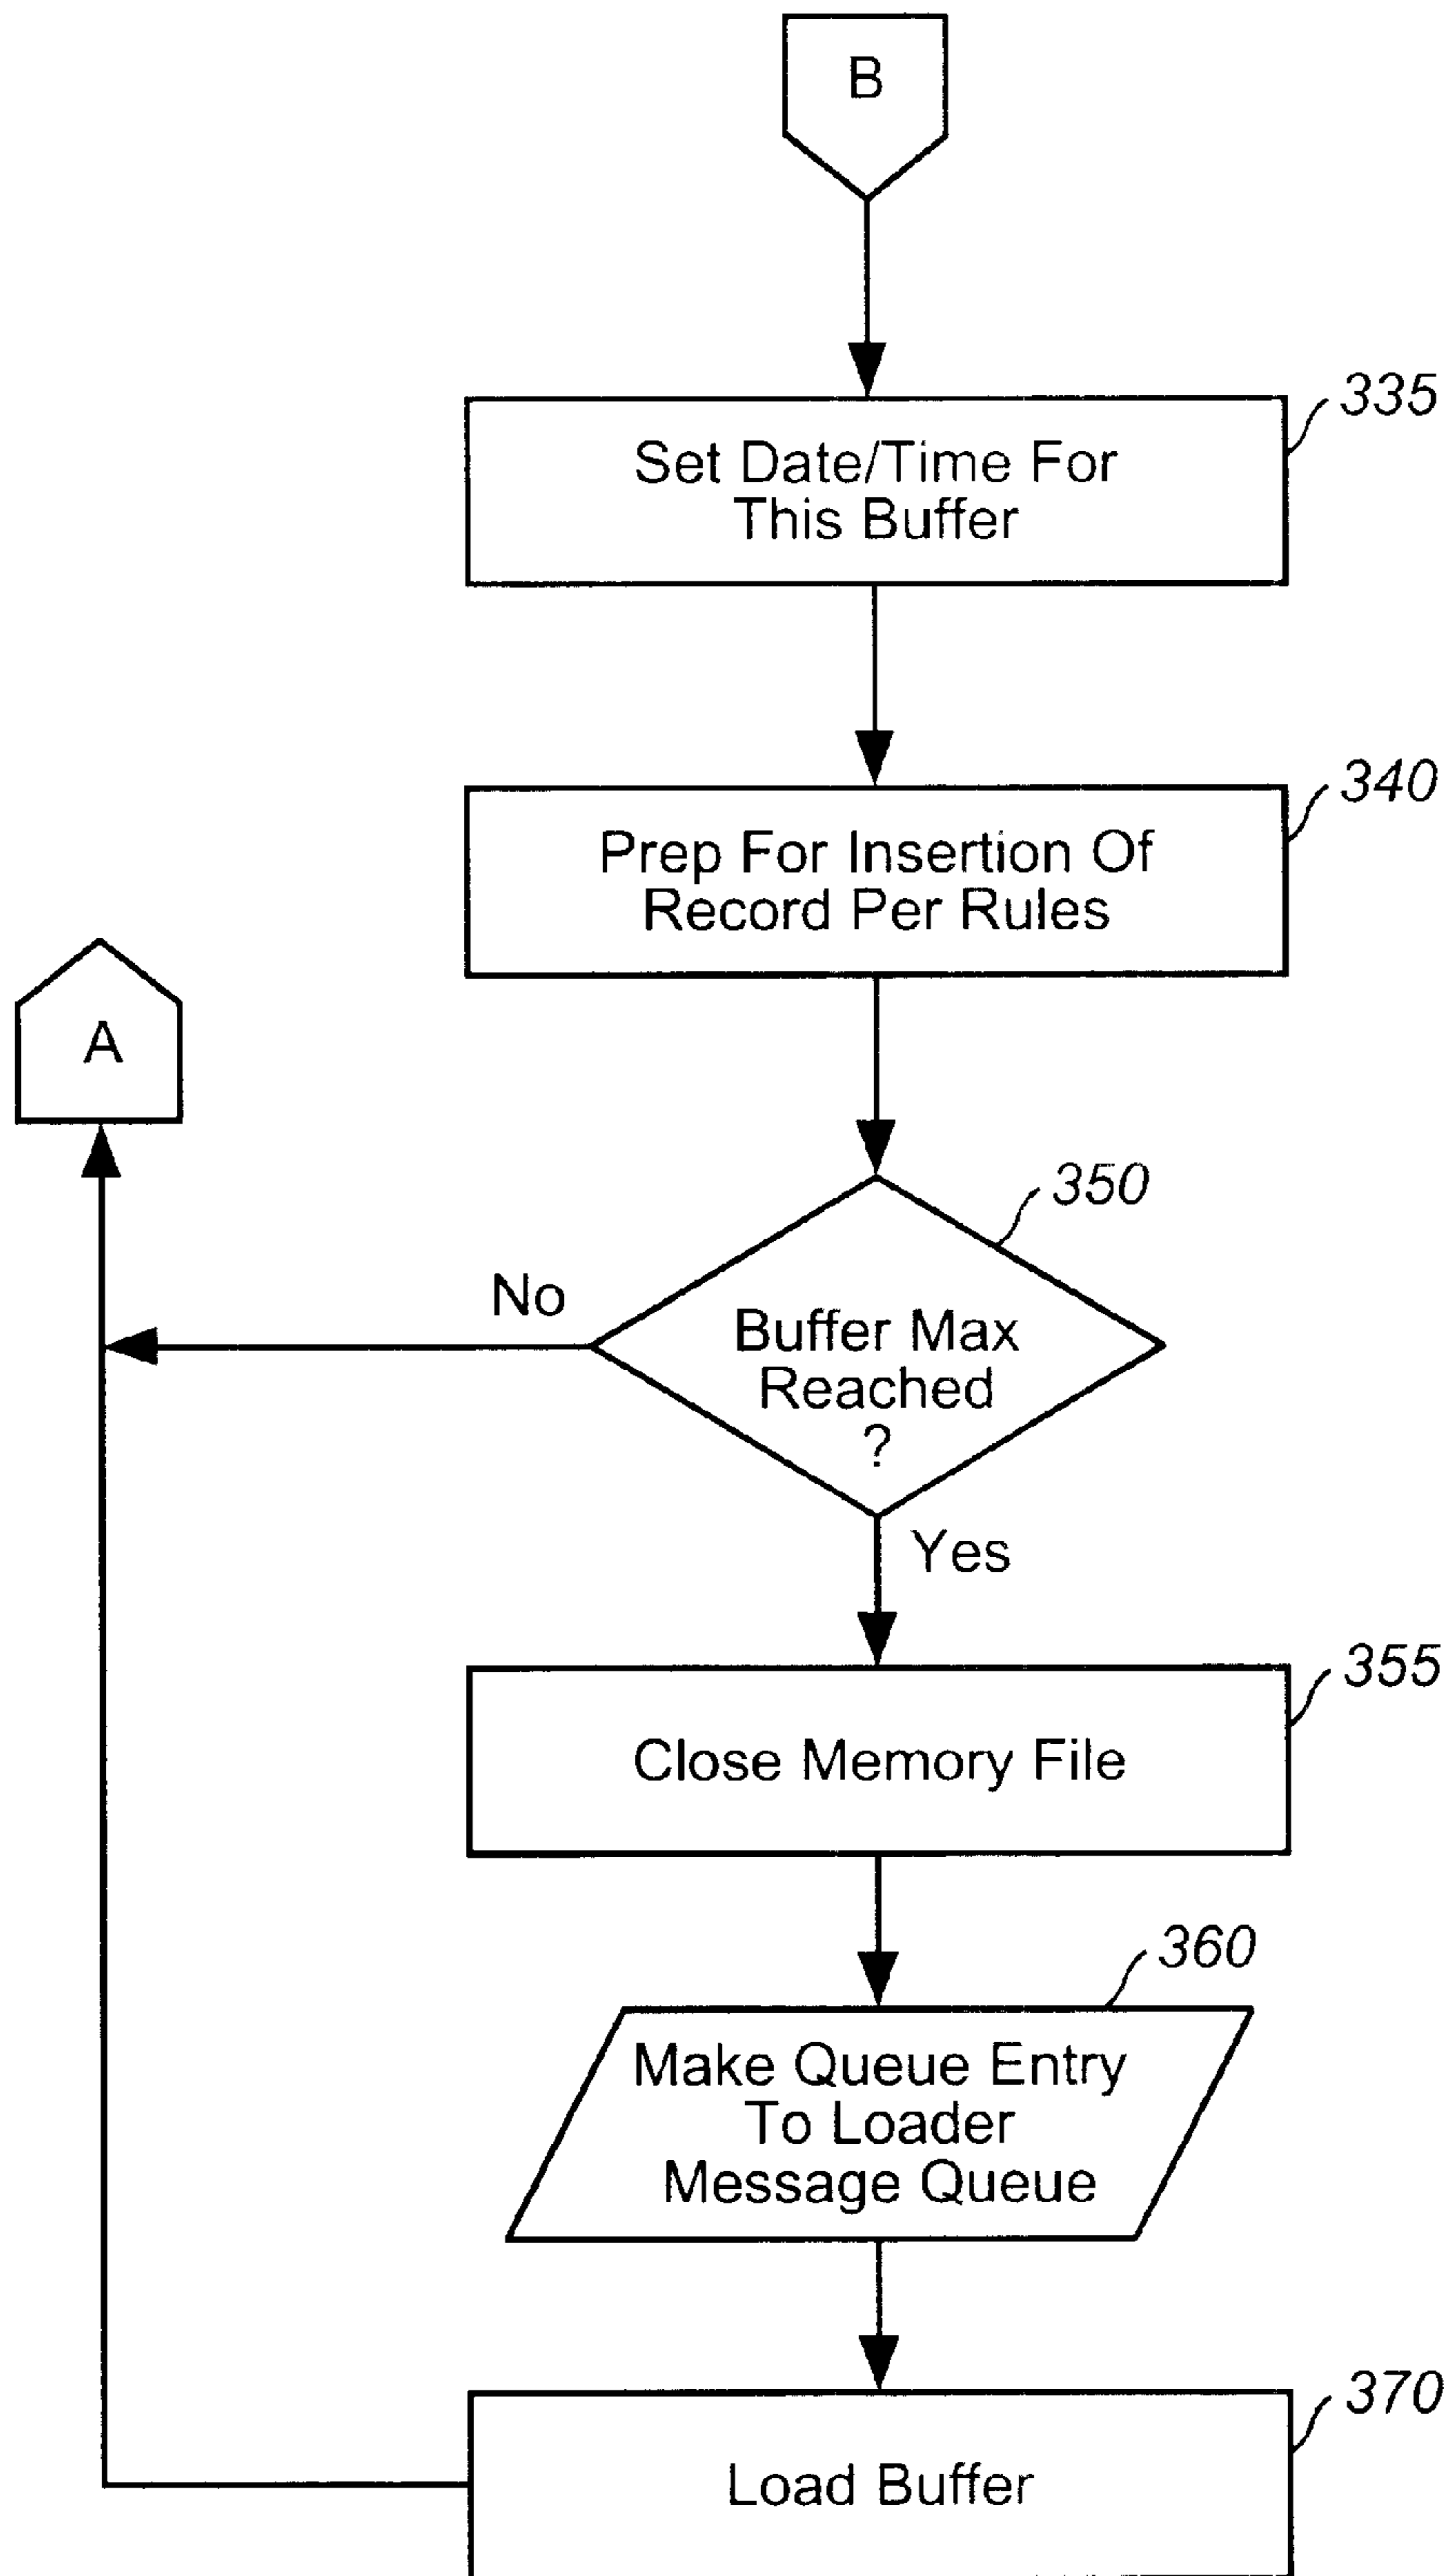 B
335
Set Date/Time For
This Buffer
340
Prep For Insertion Of
Record Per Rules
A
350
No
Buffer Max
Reached
?
Yes
355
Close Memory File
360
Make Queue Entry
To Loader
Message Queue
370
Load Buffer